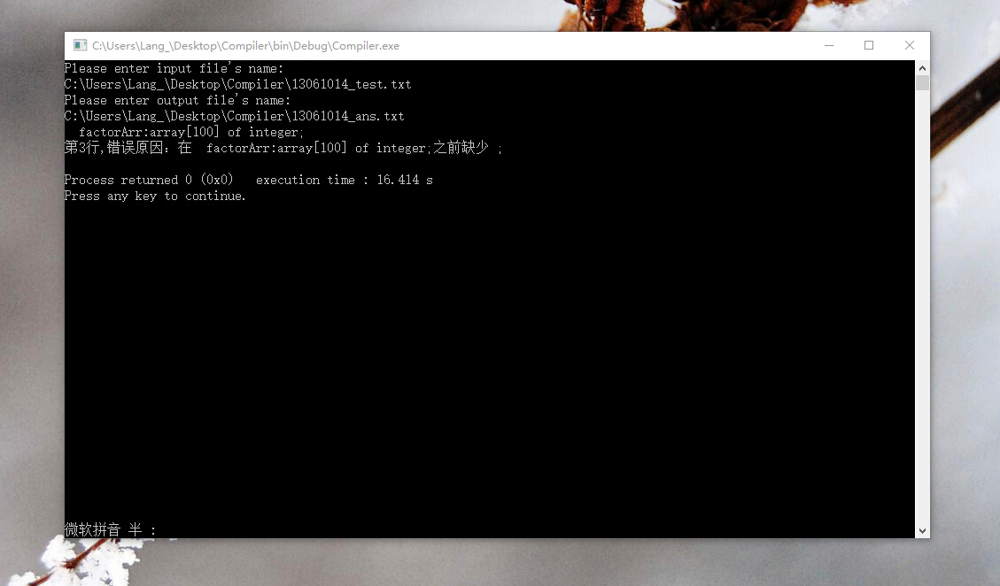 C:\Users\Lang_\Desktop\Compiler\bin\Debug\Compiler.exe
Please enter input file's name:
C:\Users\Lang_\Desktop\Compiler\13061014_test.txt
Please enter output file's name:
C:\Users\Lang_\Desktop\Compiler\13061014_ans.txt
  factorArr:array[100] of integer;
第3行,错误原因：在  factorArr:array[100] of integer;之前缺少 ;
Process returned 0 (0x0)   execution time : 16.414 s
Press any key to continue.
微软拼音 半 :